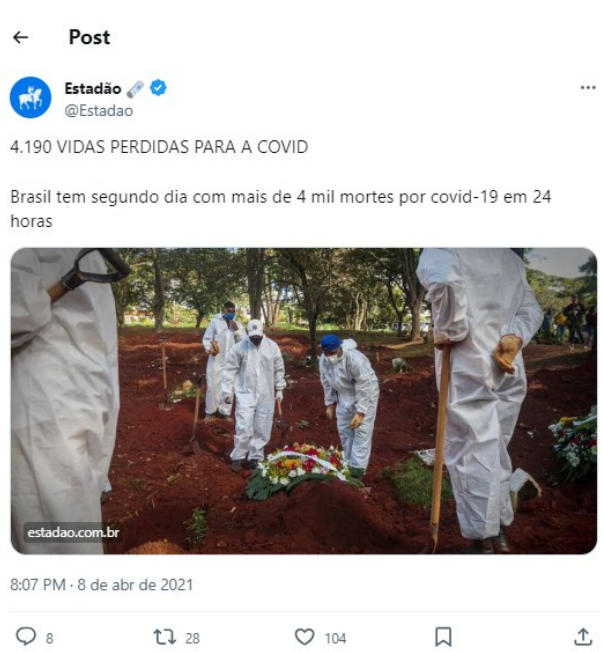 Post
Estadão
@Estadao
4.190 VIDAS PERDIDAS PARA A COVID
Brasil tem segundo dia com mais de 4 mil mortes por covid-19 em 24
horas
estadao.com.br
8:07 PM · 8 de abr de 2021
8 28 104